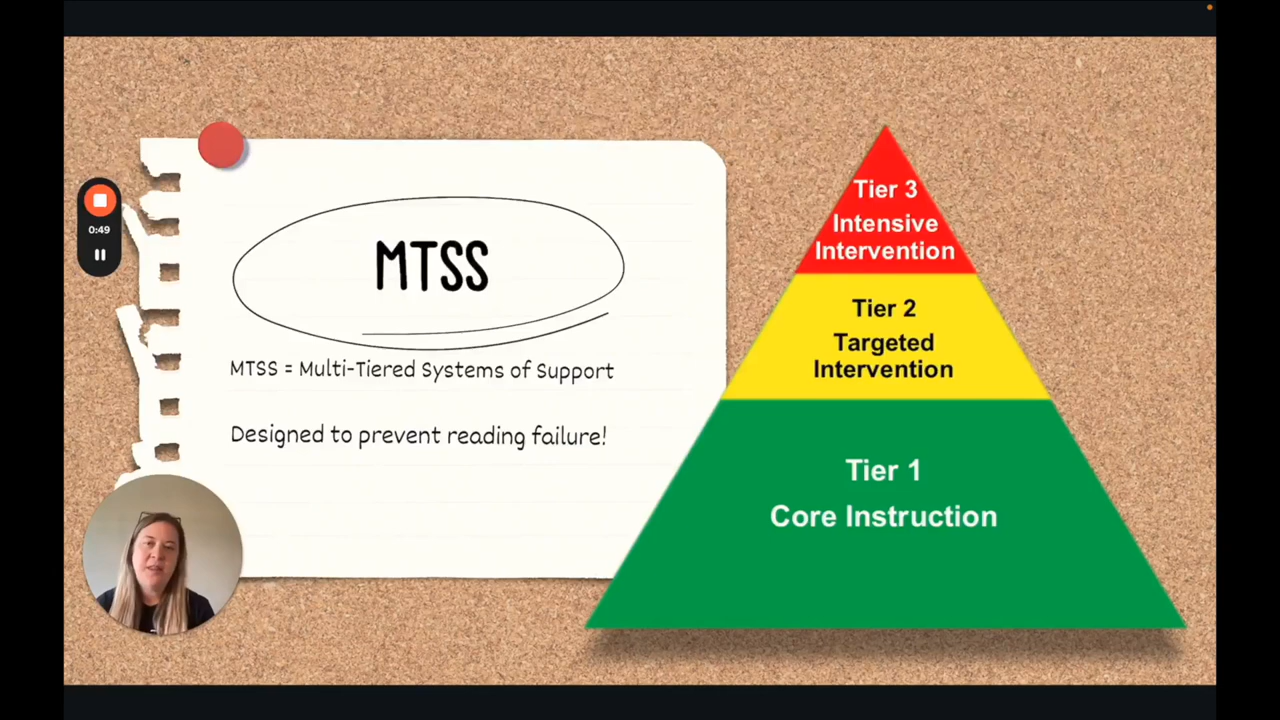 MTSS
MTSS = Multi-Tiered Systems of Support
Designed to prevent reading failure!
0:49
Tier 3
Intensive
Intervention
Tier 2
Targeted
Intervention
Tier 1
Core Instruction